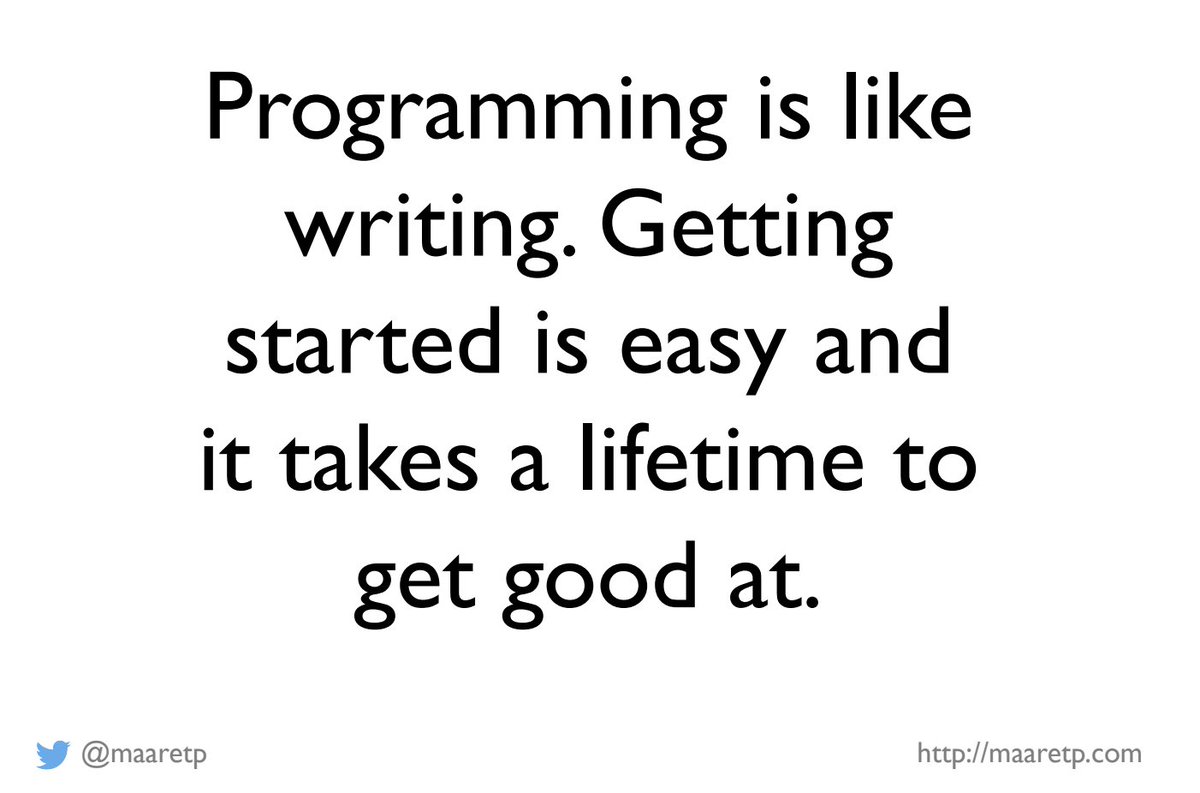 Programming is like
writing. Getting
started is easy and
it takes a lifetime to
get good at.
@maaretp
http://maaretp.com